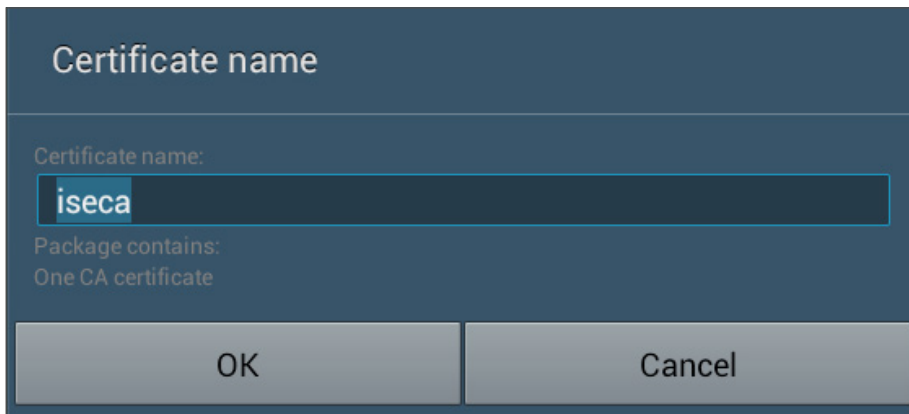 Certificate name
Certificate name:
iseca
Package contains:
One CA certificate
OK
Cancel